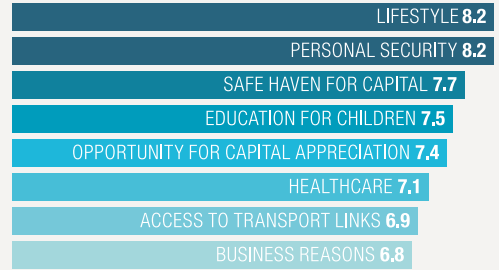 LIFESTYLE 8.2
PERSONAL SECURITY 8.2
SAFE HAVEN FOR CAPITAL 7.7
EDUCATION FOR CHILDREN 7.5
OPPORTUNITY FOR CAPITAL APPRECIATION 7.4
HEALTHCARE 7.1
ACCESS TO TRANSPORT LINKS 6.9
BUSINESS REASONS 6.8